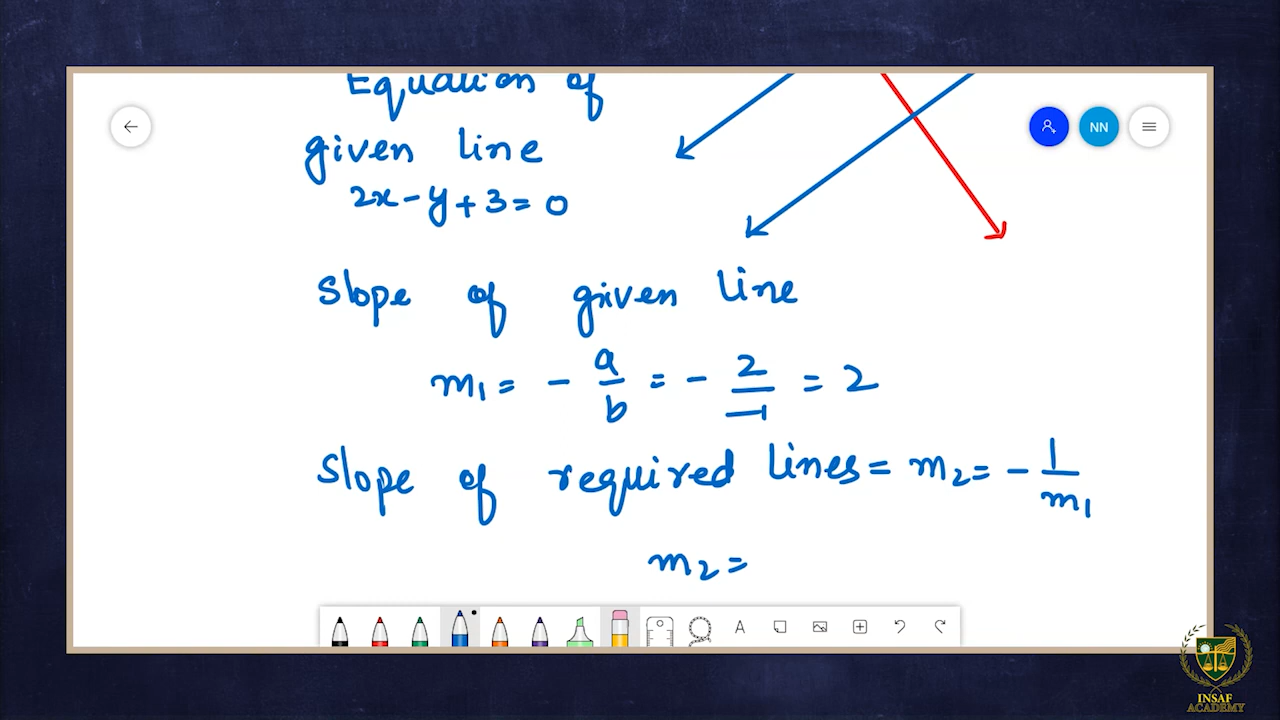 Equation of
given line
2x - y + 3 = 0
NN
Slope of given line
m₁ = - a/b = - 2/-1 = 2
Slope of required lines = m₂ = - 1/m₁
m₂ =
A
INSAF
ACADEMY